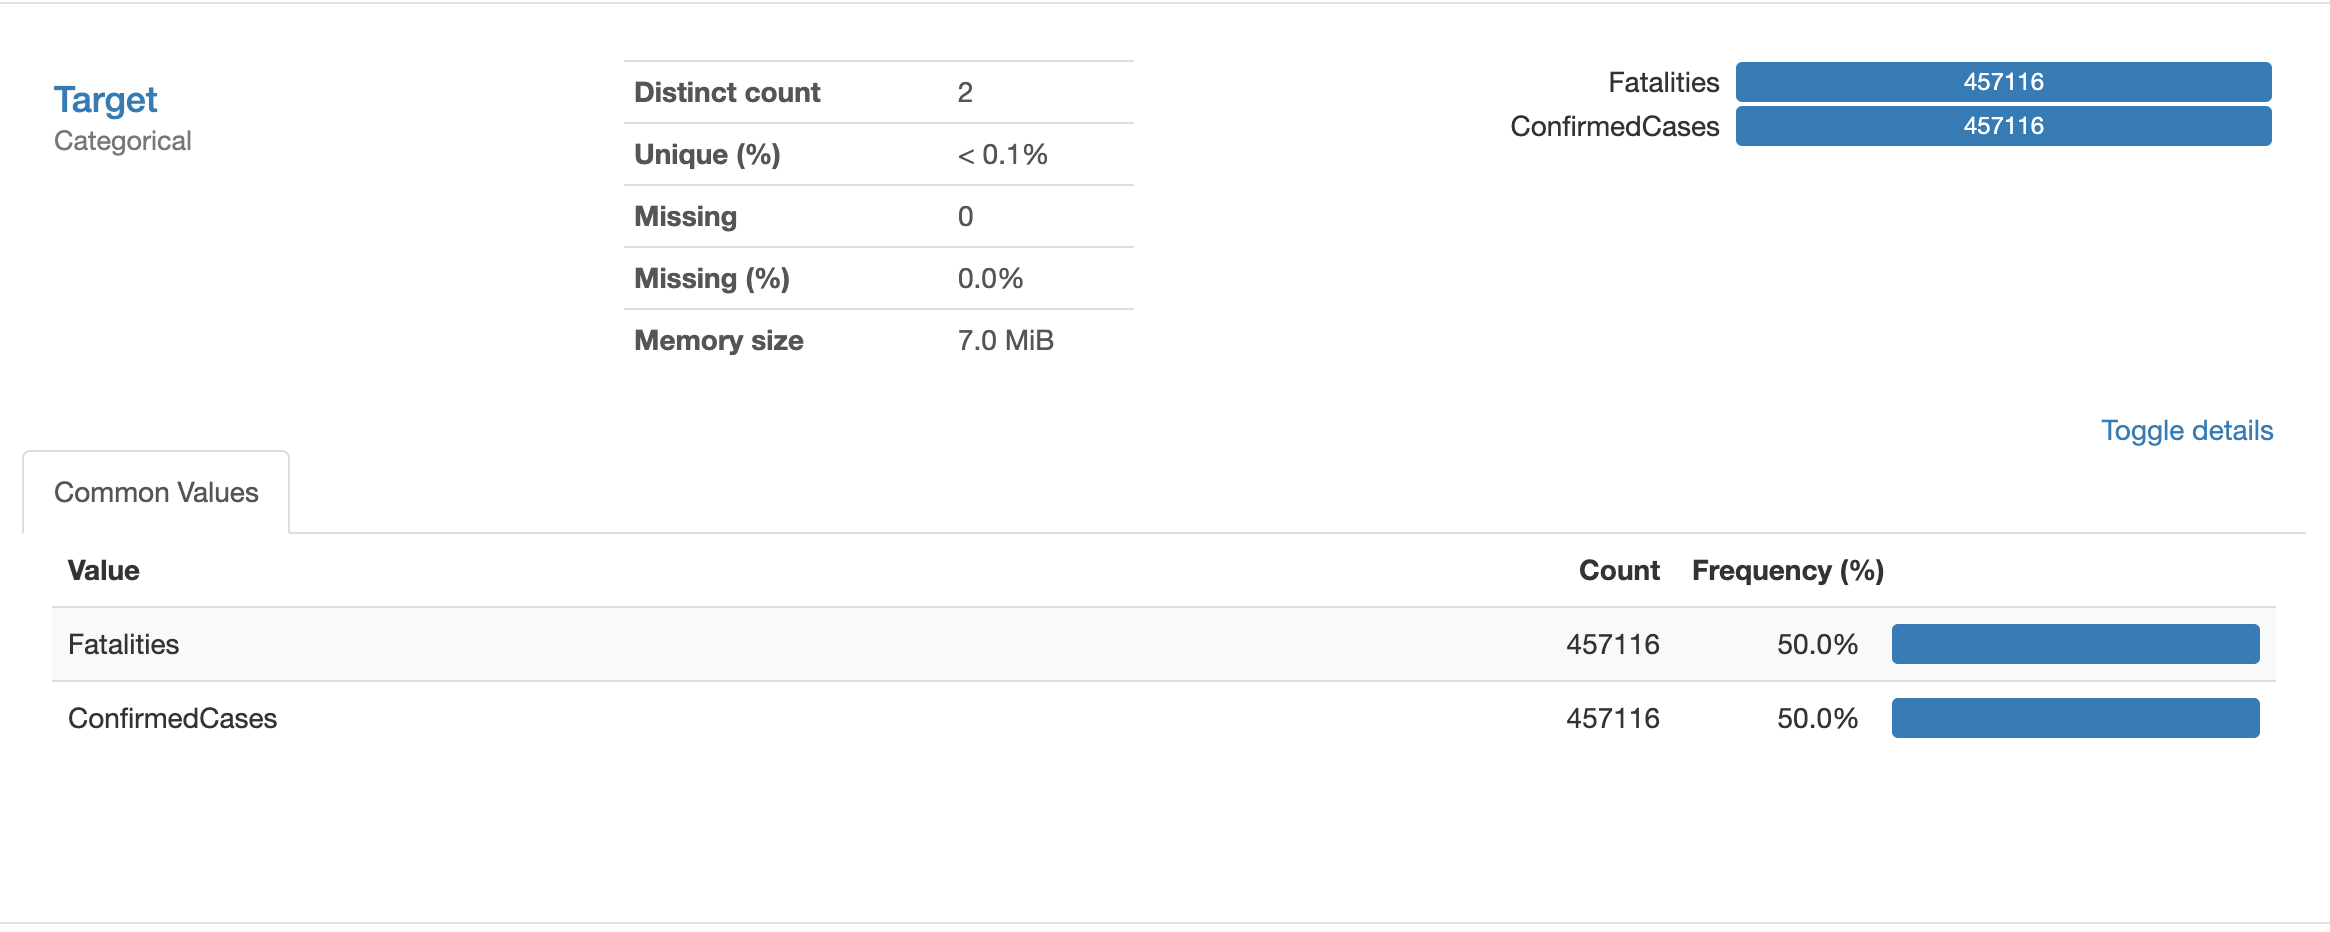 Target
Categorical
Distinct count 2
Unique (%) < 0.1%
Missing 0
Missing (%) 0.0%
Memory size 7.0 MiB
Fatalities 457116
ConfirmedCases 457116
Toggle details
Common Values
Value Count Frequency (%)
Fatalities 457116 50.0%
ConfirmedCases 457116 50.0%